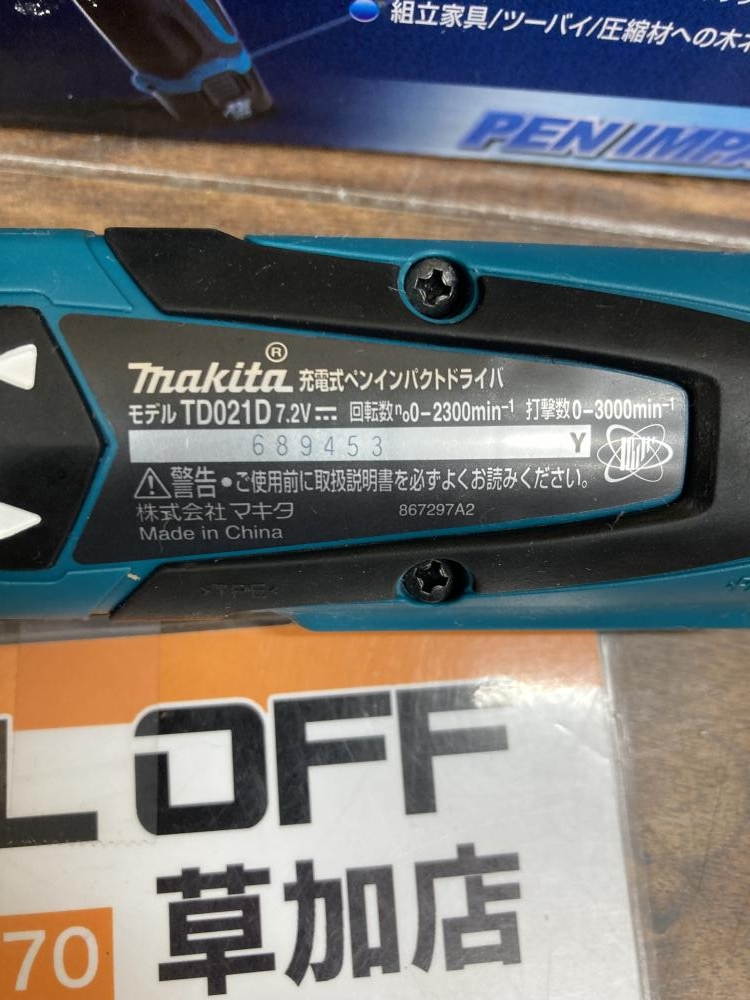 組立家具/ツーバイ/圧縮材への木ネ
PEN IMPA
makita® 充電式ペンインパクトドライバ
モデル TD021D 7.2V⎓ 回転数n₀0-2300min⁻¹ 打撃数0-3000min⁻¹
689453 Y
⚠警告・ご使用前に取扱説明書を必ずよくお読みください。
株式会社 マキタ 867297A2
Made in China
>TPE<
L OFF
草加店
70